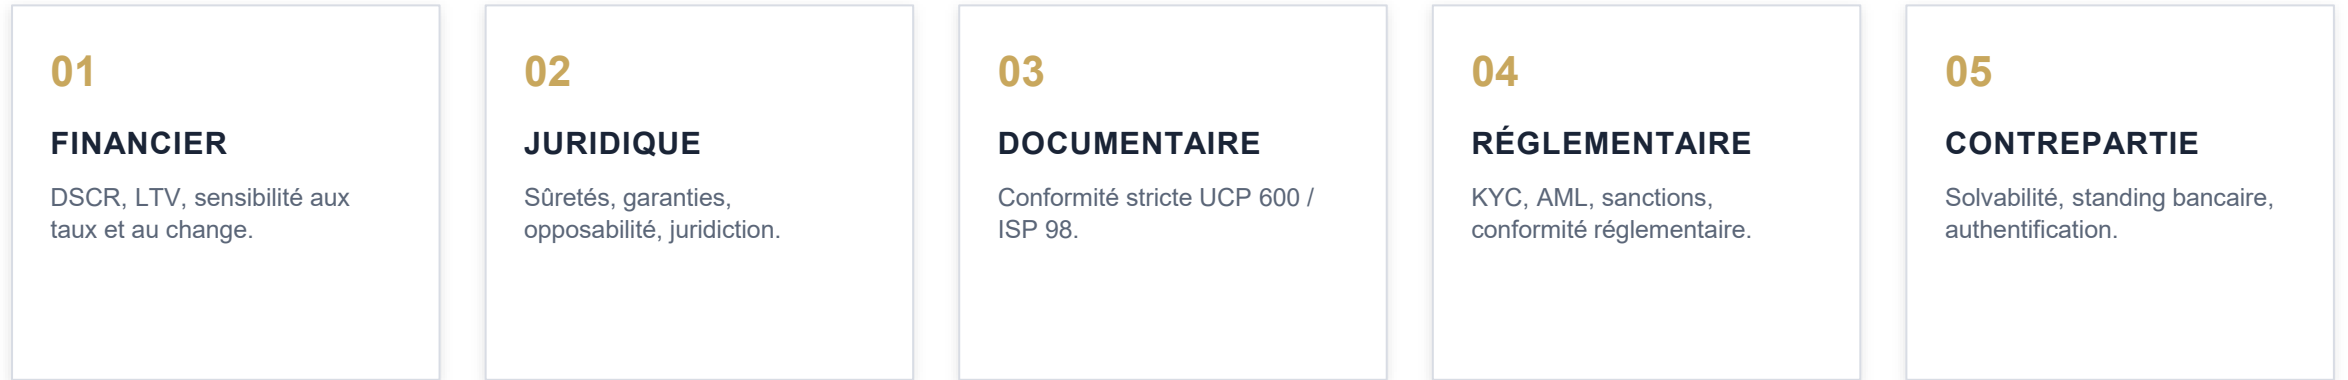 01
FINANCIER
DSCR, LTV, sensibilité aux
taux et au change.
02
JURIDIQUE
Sûretés, garanties,
opposabilité, juridiction.
03
DOCUMENTAIRE
Conformité stricte UCP 600 /
ISP 98.
04
RÉGLEMENTAIRE
KYC, AML, sanctions,
conformité réglementaire.
05
CONTREPARTIE
Solvabilité, standing bancaire,
authentification.